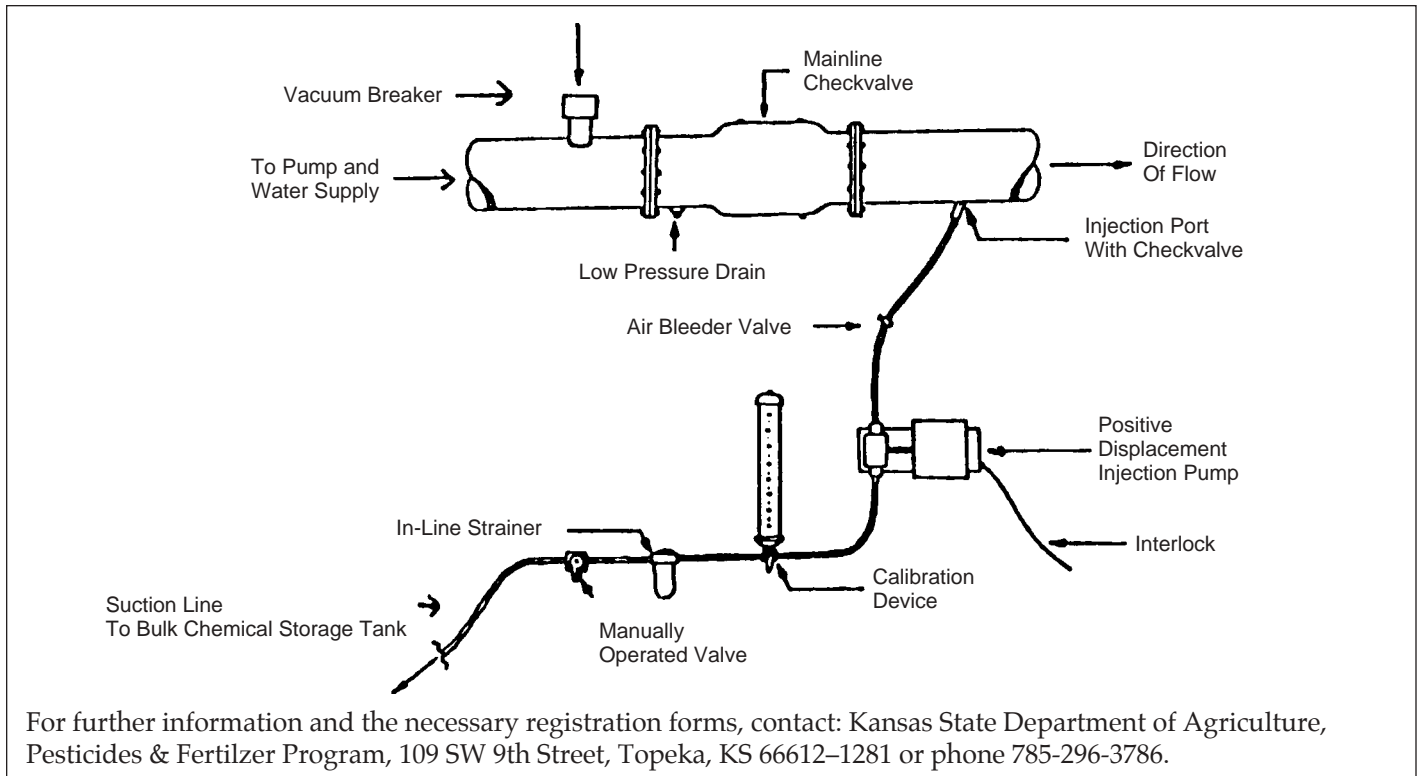 Mainline
Checkvalve
Vacuum Breaker
To Pump and
Water Supply
Direction
Of Flow
Injection Port
With Checkvalve
Low Pressure Drain
Air Bleeder Valve
Positive
Displacement
Injection Pump
In-Line Strainer
Interlock
Calibration
Device
Suction Line
To Bulk Chemical Storage Tank
Manually
Operated Valve
For further information and the necessary registration forms, contact: Kansas State Department of Agriculture,
Pesticides & Fertilzer Program, 109 SW 9th Street, Topeka, KS 66612–1281 or phone 785-296-3786.